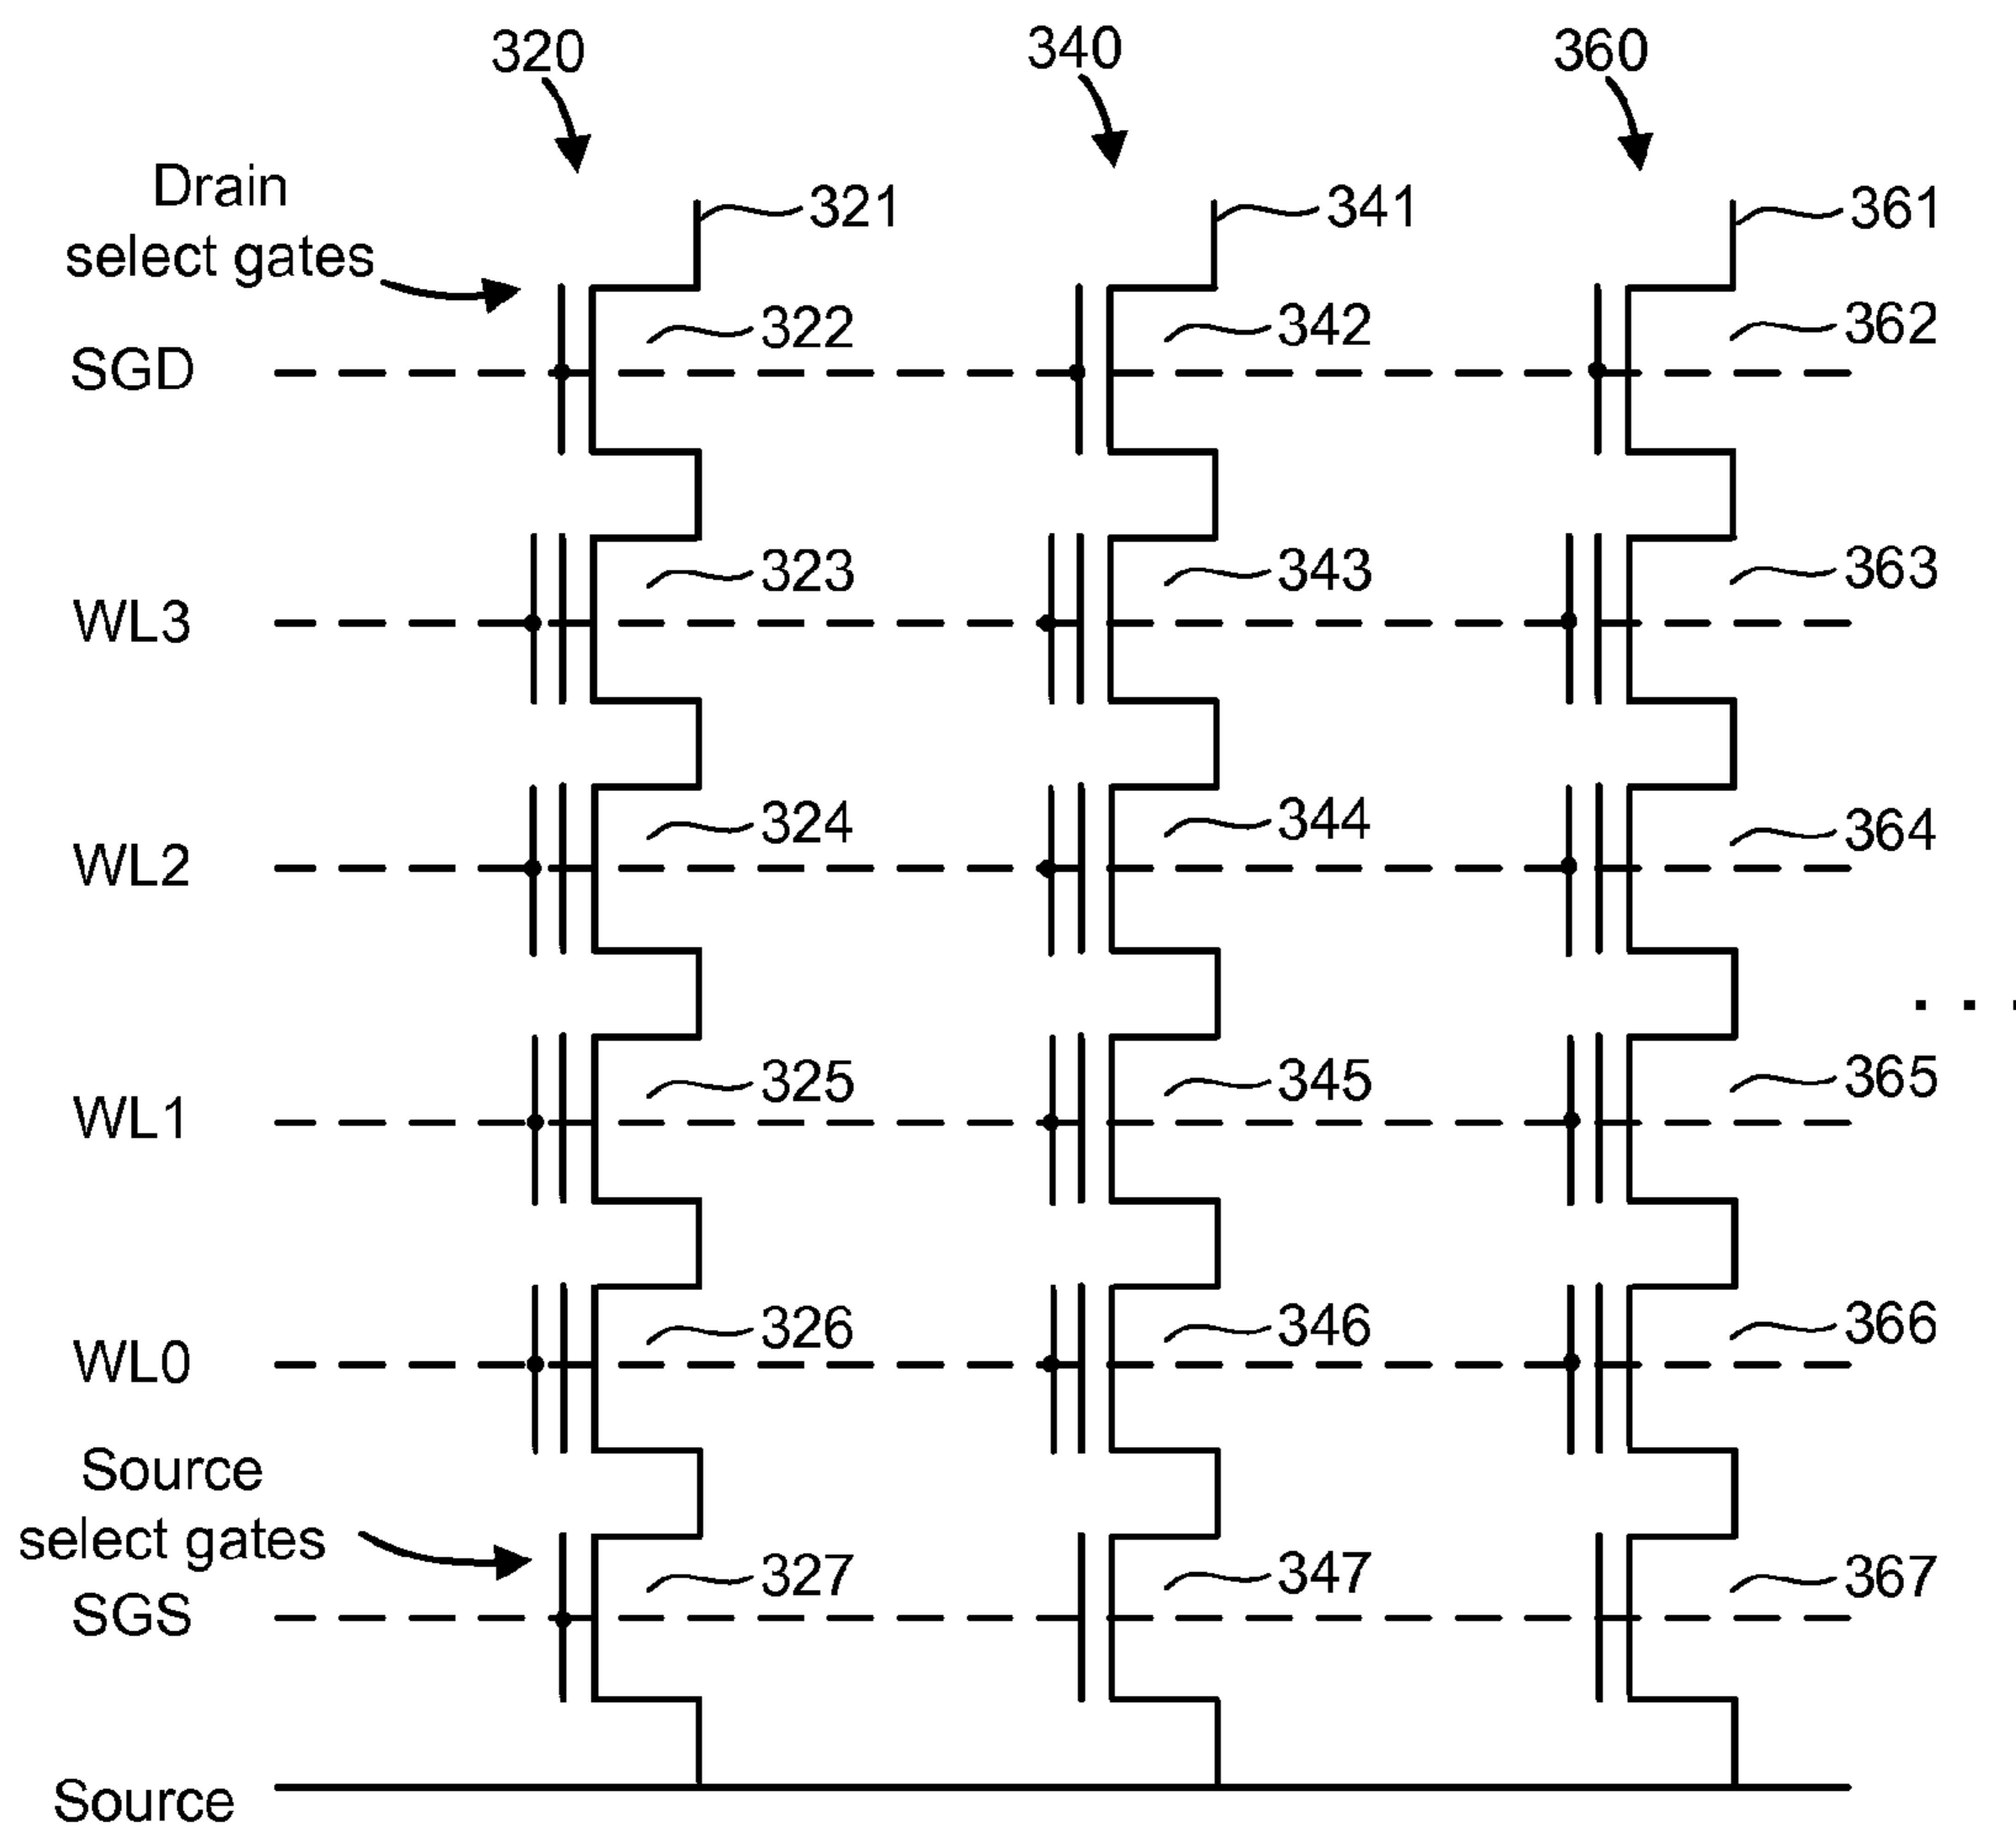 320 340 360
Drain
select gates
321 341 361
322 342 362
SGD
323 343 363
WL3
324 344 364
WL2
325 345 365
WL1
326 346 366
WL0
Source
select gates
327 347 367
SGS
. . .
Source